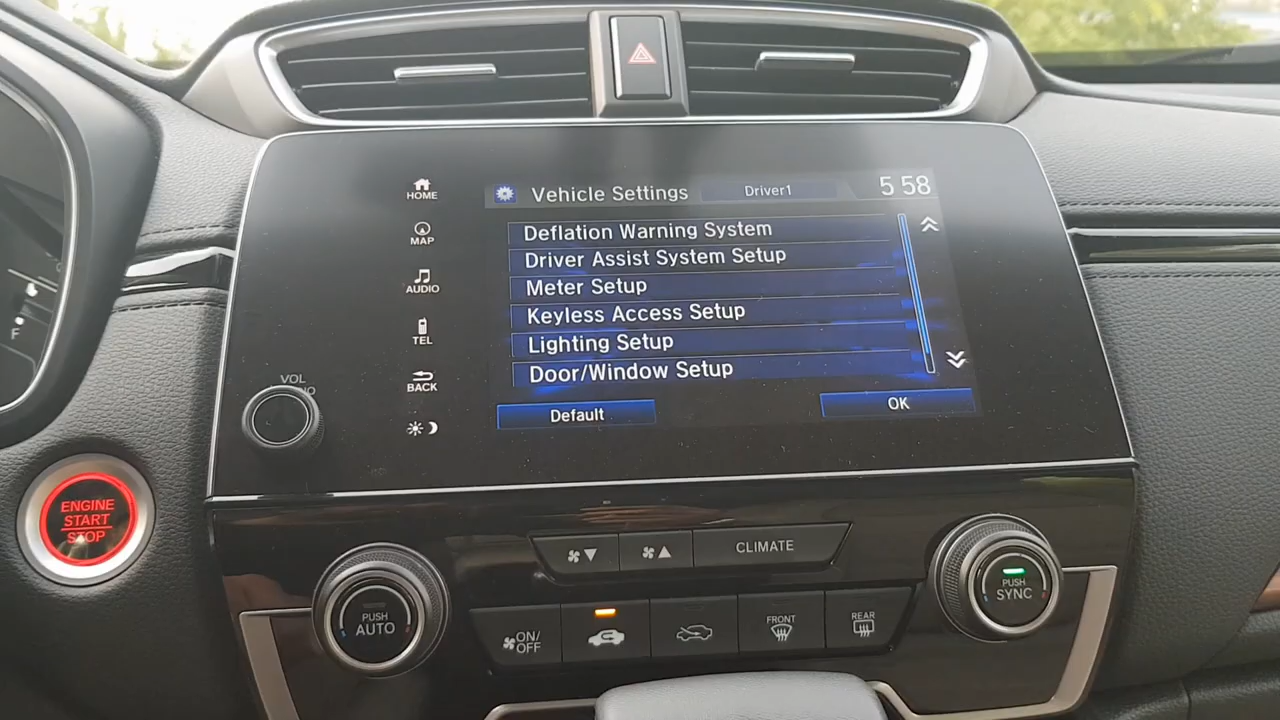 HOME
MAP
AUDIO
TEL
BACK
Vehicle Settings
Driver1
5 58
Deflation Warning System
Driver Assist System Setup
Meter Setup
Keyless Access Setup
Lighting Setup
Door/Window Setup
Default
OK
VOL
ENGINE
START
STOP
F
CLIMATE
PUSH
AUTO
ON/
OFF
FRONT
REAR
PUSH
SYNC